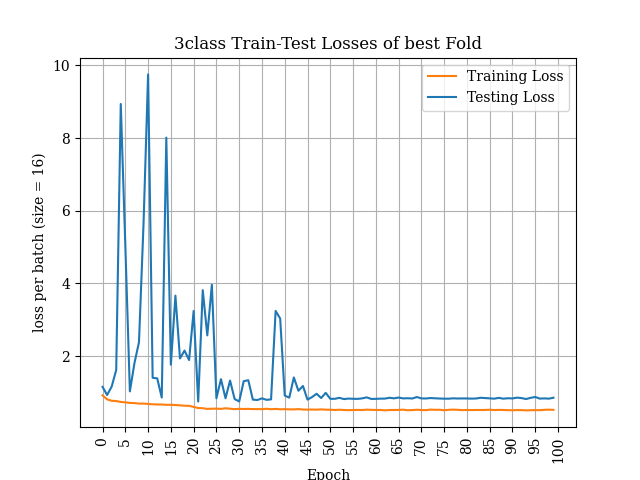 3class Train-Test Losses of best Fold
Training Loss
Testing Loss
loss per batch (size = 16)
10
8
6
4
2
0 5 10 15 20 25 30 35 40 45 50 55 60 65 70 75 80 85 90 95 100
Epoch